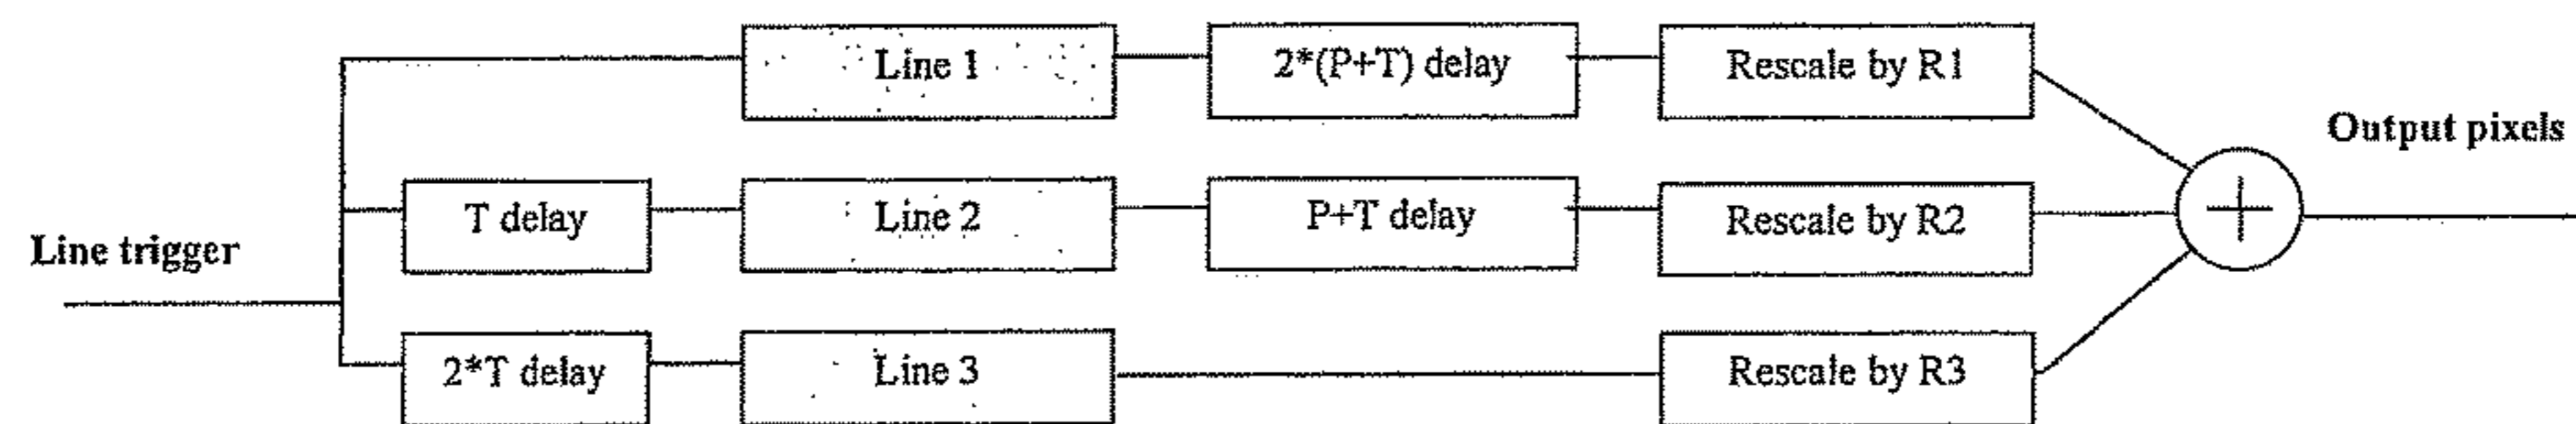 Line 1
2*(P+T) delay
Rescale by R1
Output pixels
T delay
Line 2
P+T delay
Rescale by R2
Line trigger
2*T delay
Line 3
Rescale by R3
+